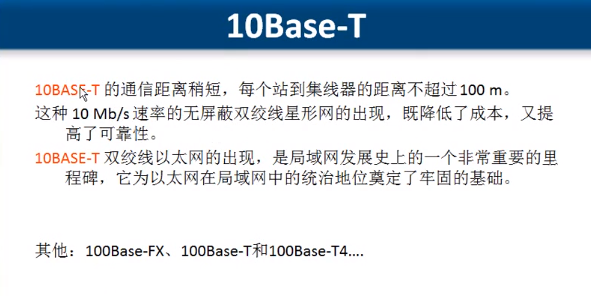 10Base-T
10BASE-T 的通信距离稍短，每个站到集线器的距离不超过100 m。
这种 10 Mb/s 速率的无屏蔽双绞线星形网的出现，既降低了成本，又提
高了可靠性。
10BASE-T 双绞线以太网的出现，是局域网发展史上的一个非常重要的里
程碑，它为以太网在局域网中的统治地位奠定了牢固的基础。
其他：100Base-FX、100Base-T和100Base-T4....